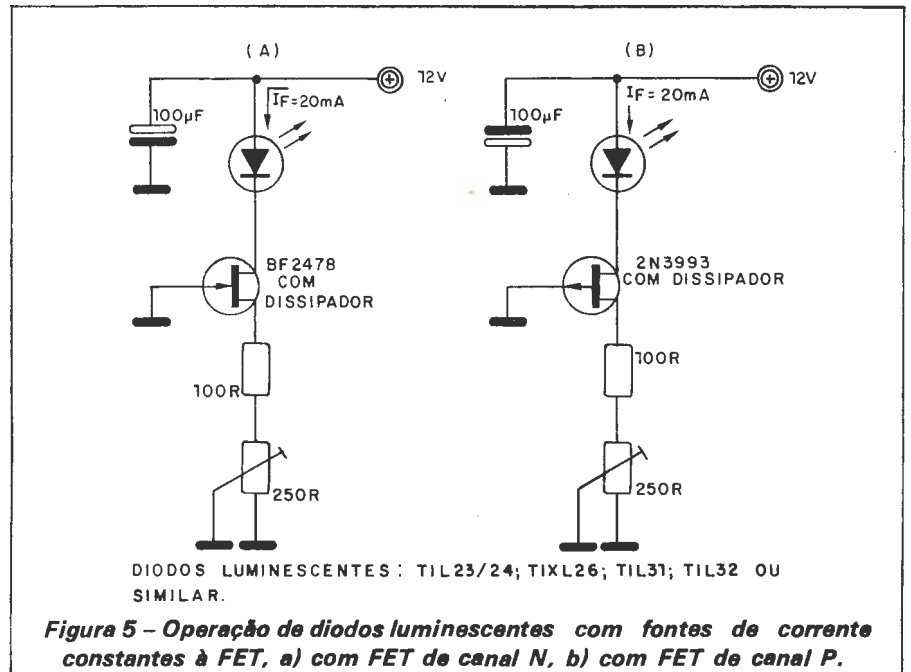 (A)
12V
IF=20mA
100µF
BF2478
COM
DISSIPADOR
100R
250R
(B)
12V
IF=20mA
100µF
2N3993
COM DISSIPADOR
100R
250R
DIODOS LUMINESCENTES: TIL23/24; TIXL26; TIL31; TIL32 OU
SIMILAR.
Figura 5 – Operação de diodos luminescentes com fontes de corrente
constantes à FET, a) com FET de canal N, b) com FET de canal P.